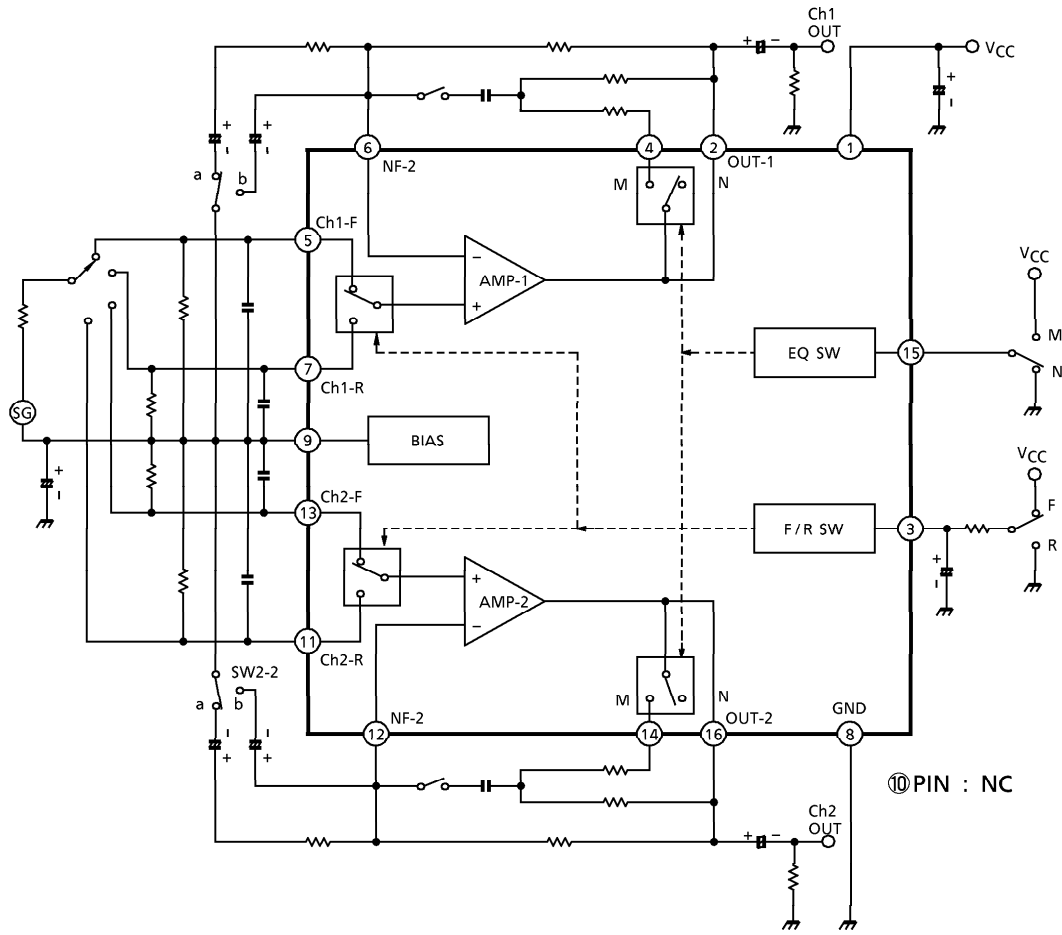 Ch1
OUT
+ −
VCC
+
−
+
−
+
−
6
NF-2
4
2
OUT-1
1
a
b
M
N
Ch1-F
5
−
AMP-1
+
VCC
M
N
EQ SW
15
7
Ch1-R
SG
9
BIAS
+
−
VCC
F
R
Ch2-F
13
F/R SW
3
+
−
+
AMP-2
−
11
Ch2-R
SW2-2
a
b
M
N
NF-2
OUT-2
GND
12
14
16
8
−
+
−
+
⑩PIN : NC
Ch2
OUT
+ −